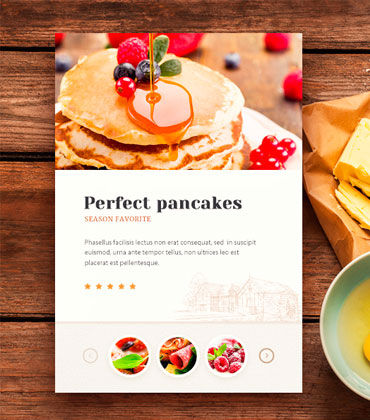 Perfect pancakes
SEASON FAVORITE
Phasellus facilisis lectus non erat consequat, sed in suscipit
euismod, urna ante tempor tellus, non ultrices leo est
placerat est pellentesque.